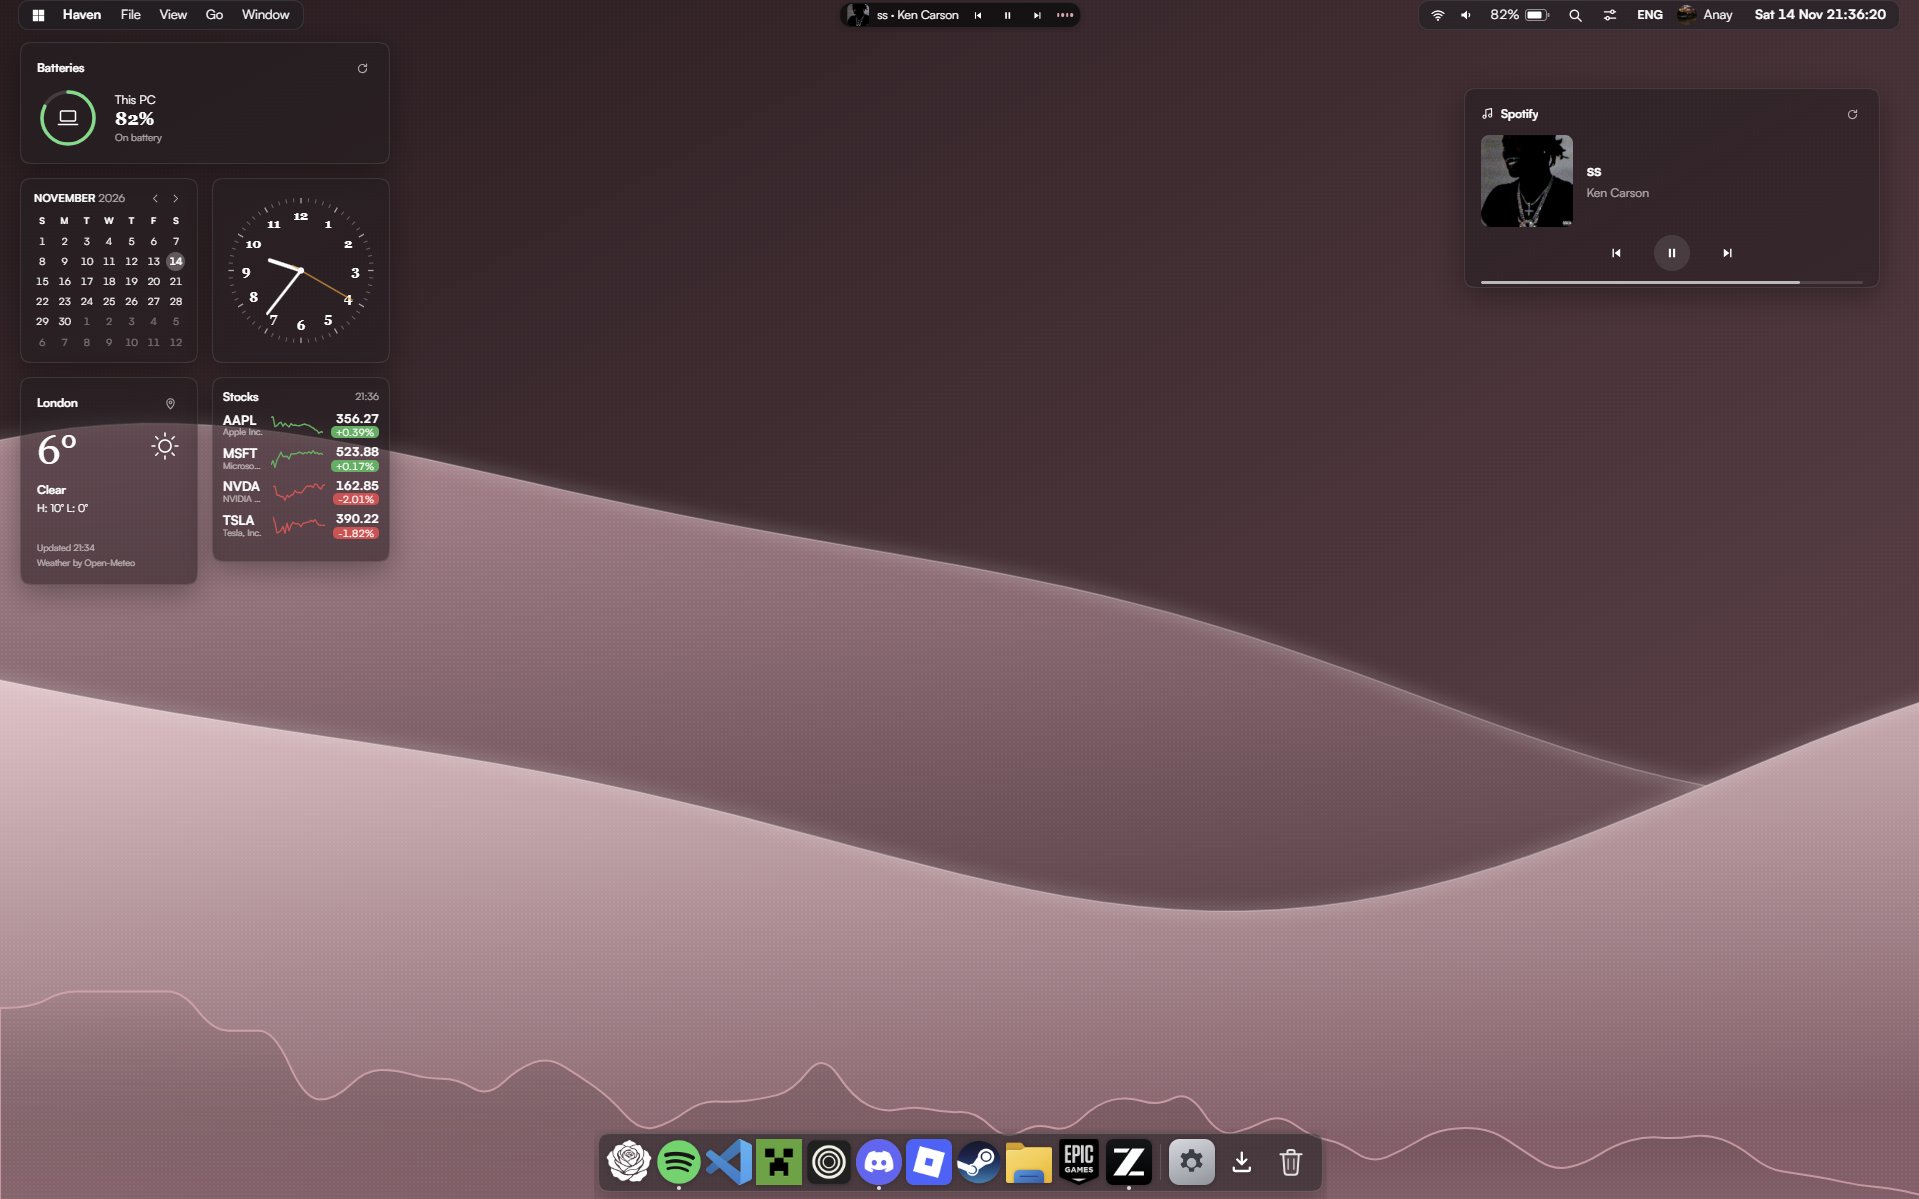 Haven File View Go Window
ss • Ken Carson
82% ENG Anay Sat 14 Nov 21:36:20
Batteries
This PC
82%
On battery
NOVEMBER 2026
S M T W T F S
1 2 3 4 5 6 7
8 9 10 11 12 13 14
15 16 17 18 19 20 21
22 23 24 25 26 27 28
29 30 1 2 3 4 5
6 7 8 9 10 11 12
12
1
2
3
4
5
6
7
8
9
10
11
London
6°
Clear
H: 10° L: 0°
Updated 21:34
Weather by Open-Meteo
Stocks 21:36
AAPL 356.27
Apple Inc. +0.39%
MSFT 523.88
Microso... +0.17%
NVDA 162.85
NVIDIA ... -2.01%
TSLA 390.22
Tesla, Inc. -1.82%
Spotify
ss
Ken Carson
EPIC
GAMES